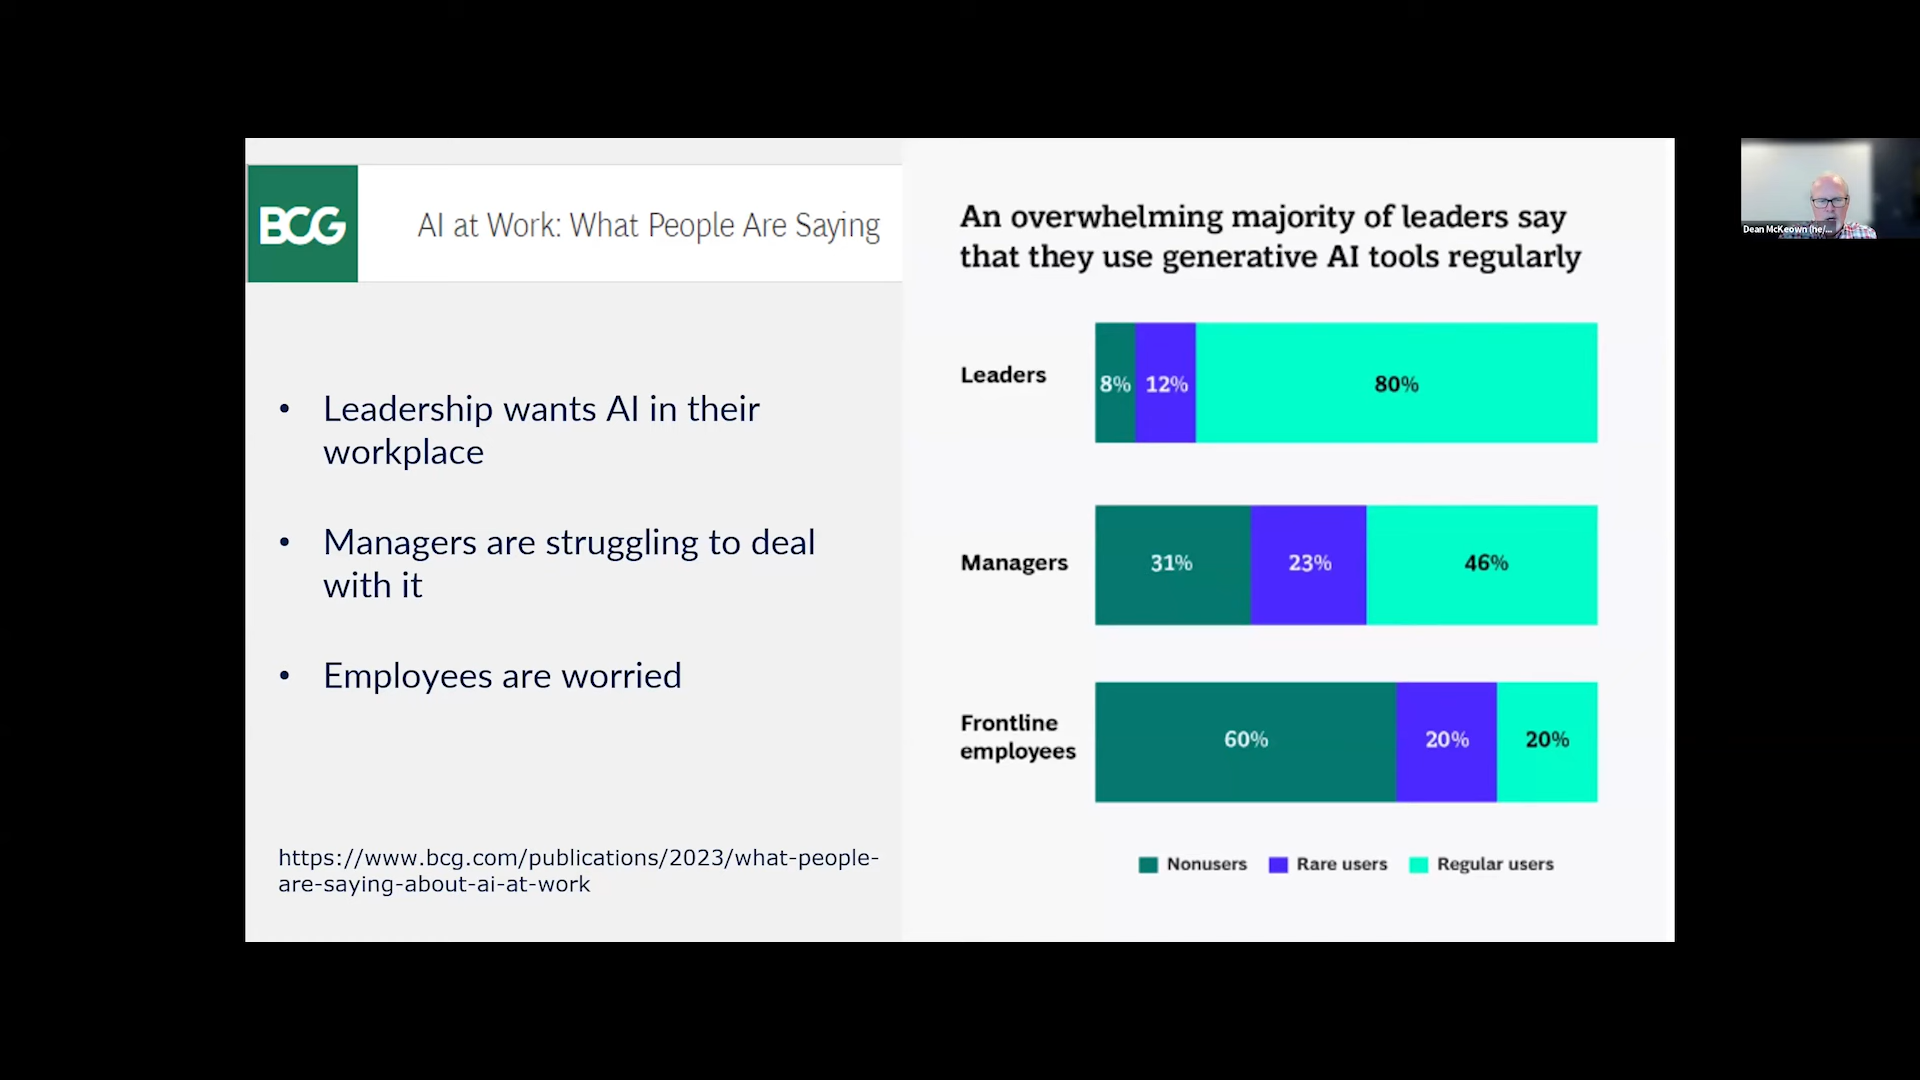 BCG
AI at Work: What People Are Saying
• Leadership wants AI in their
workplace
• Managers are struggling to deal
with it
• Employees are worried
https://www.bcg.com/publications/2023/what-people-
are-saying-about-ai-at-work
An overwhelming majority of leaders say
that they use generative AI tools regularly
Leaders
8% 12% 80%
Managers
31% 23% 46%
Frontline
employees
60% 20% 20%
Nonusers Rare users Regular users
Dean McKeown (he/...